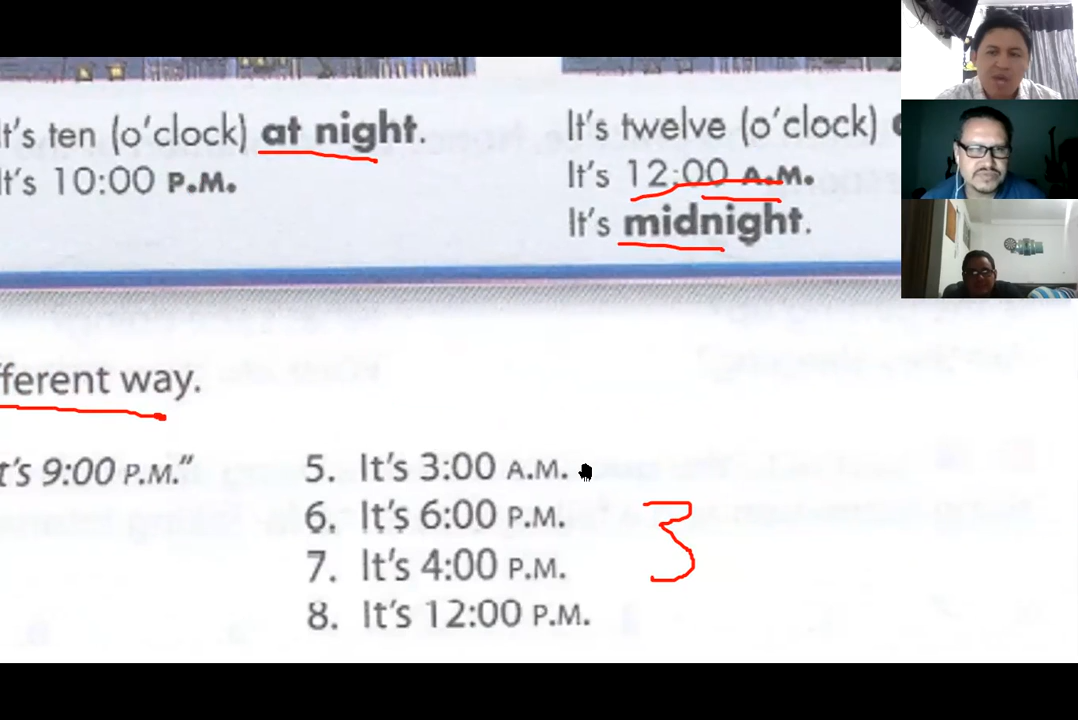 It's ten (o'clock) at night.
It's 10:00 P.M.
It's twelve (o'clock)
It's 12:00 A.M.
It's midnight.
fferent way.
t's 9:00 P.M."
5. It's 3:00 A.M.
6. It's 6:00 P.M.
7. It's 4:00 P.M.
8. It's 12:00 P.M.
3